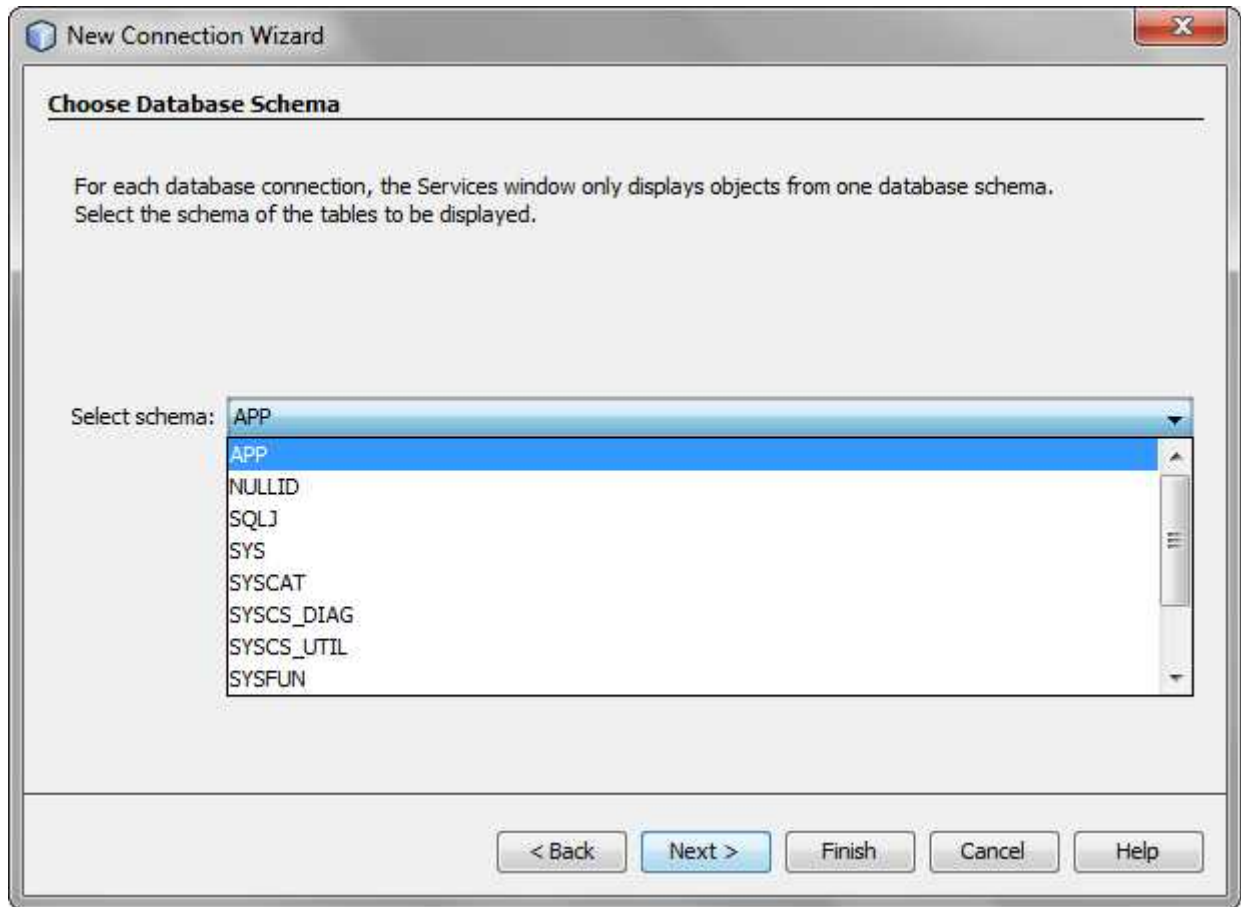 New Connection Wizard
Choose Database Schema
For each database connection, the Services window only displays objects from one database schema.
Select the schema of the tables to be displayed.
Select schema: APP
APP
NULLID
SQLJ
SYS
SYSCAT
SYSCS_DIAG
SYSCS_UTIL
SYSFUN
< Back Next > Finish Cancel Help